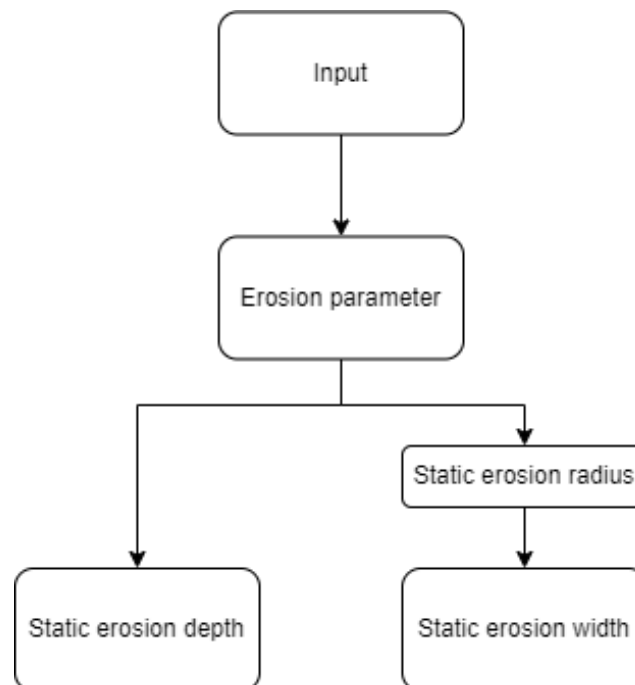 Input
Erosion parameter
Static erosion radius
Static erosion depth
Static erosion width